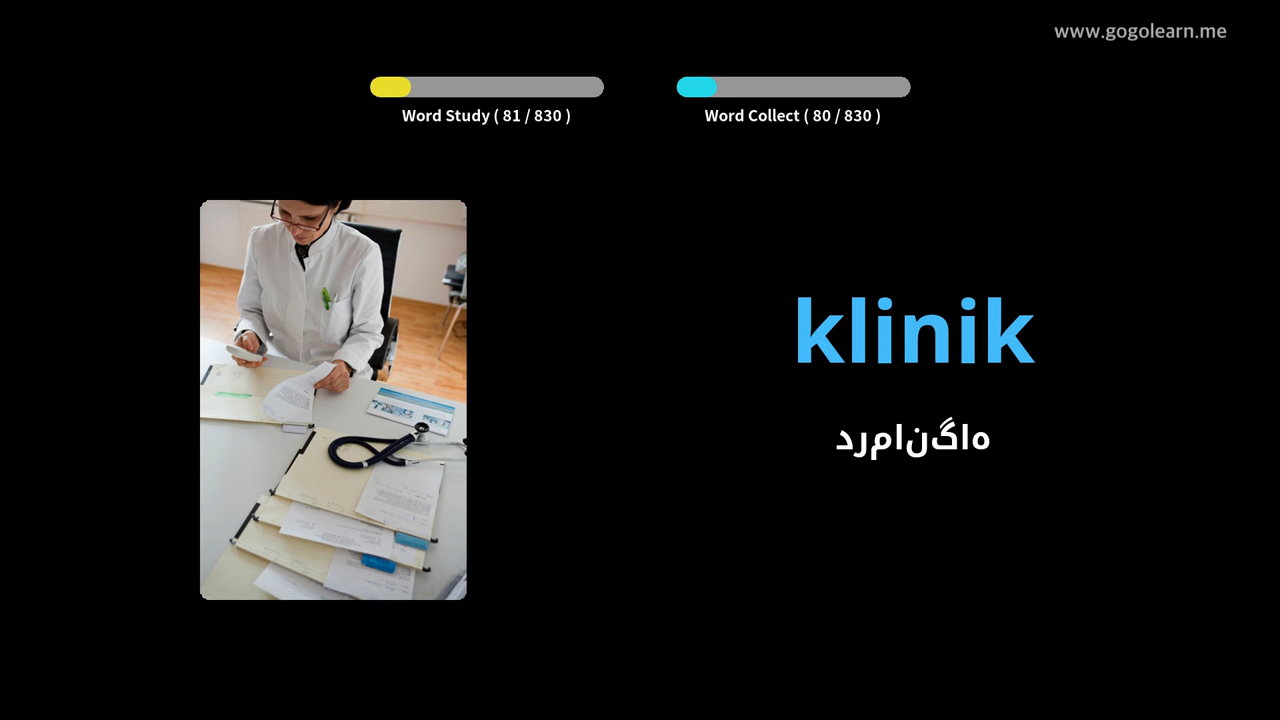 www.gogolearn.me
Word Study ( 81 / 830 )
Word Collect ( 80 / 830 )
klinik
درمانگاه